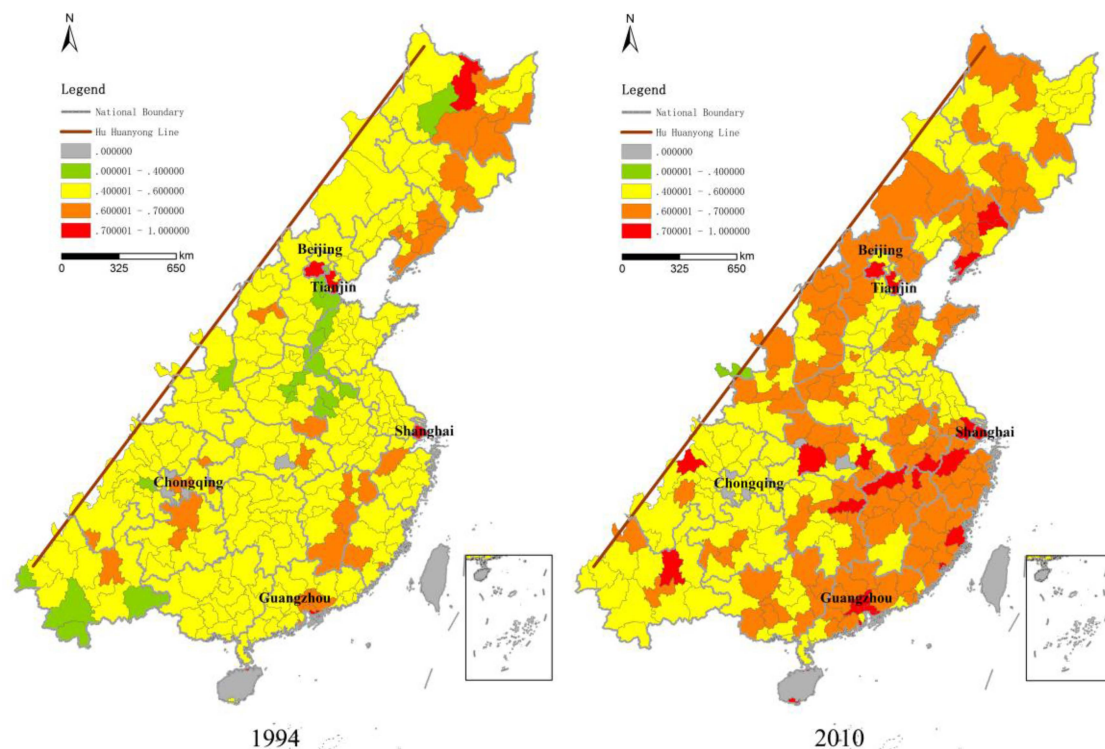 N
Legend
National Boundary
Hu Huanyong Line
.000000
.000001 - .400000
.400001 - .600000
.600001 - .700000
.700001 - 1.000000
0 325 650 km
Beijing
Tianjin
Shanghai
Chongqing
Guangzhou
1994
N
Legend
National Boundary
Hu Huanyong Line
.000000
.000001 - .400000
.400001 - .600000
.600001 - .700000
.700001 - 1.000000
0 325 650 km
Beijing
Tianjin
Shanghai
Chongqing
Guangzhou
2010